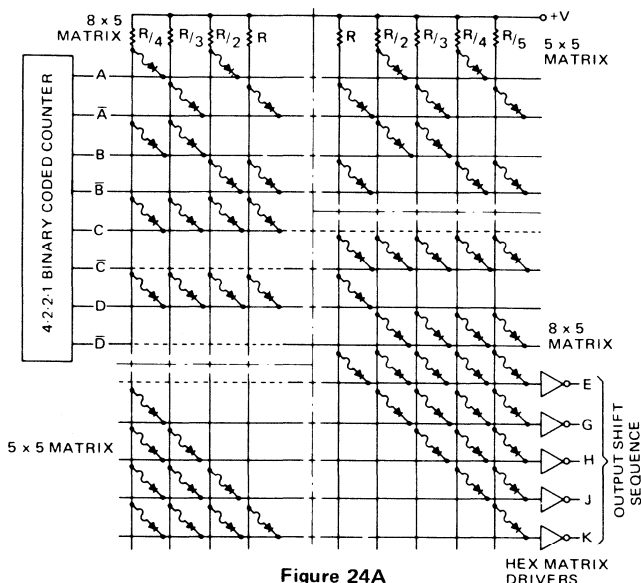 8 x 5
MATRIX
R/4
R/3
R/2
R
R
R/2
R/3
R/4
R/5
+V
5 x 5
MATRIX
4·2·2·1 BINARY CODED COUNTER
A
Ā
B
B̄
C
C̄
D
D̄
8 x 5
MATRIX
5 x 5 MATRIX
E
G
H
J
K
OUTPUT SHIFT
SEQUENCE
HEX MATRIX
DRIVERS
Figure 24A